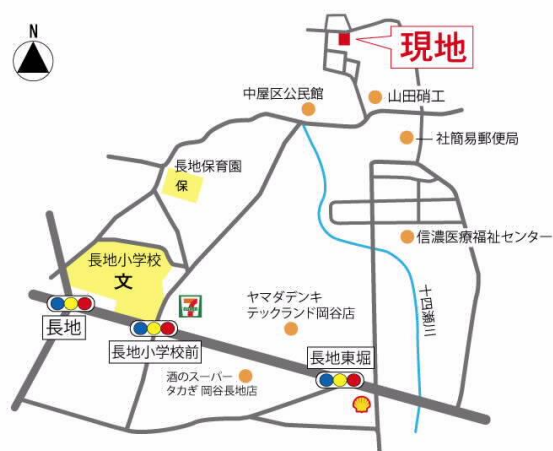 N
現地
中屋区公民館
山田硝工
社簡易郵便局
長地保育園
保
信濃医療福祉センター
長地小学校
文
十四瀬川
ヤマダデンキ
テックランド岡谷店
長地
長地小学校前
長地東堀
酒のスーパー
タカぎ 岡谷長地店